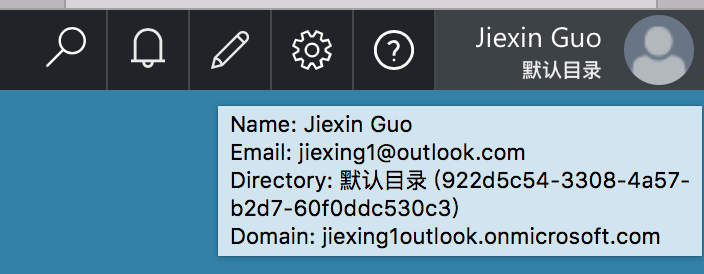 Jiexin Guo
默认目录
Name: Jiexin Guo
Email: jiexing1@outlook.com
Directory: 默认目录 (922d5c54-3308-4a57-
b2d7-60f0ddc530c3)
Domain: jiexing1outlook.onmicrosoft.com